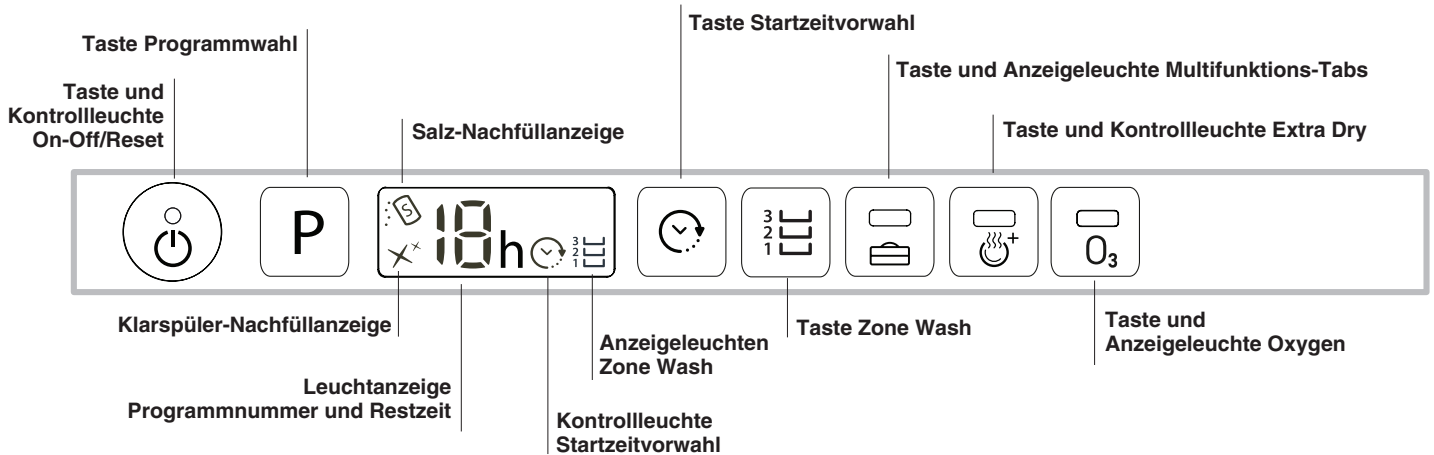 Taste Startzeitvorwahl
Taste Programmwahl
Taste und Anzeigeleuchte Multifunktions-Tabs
Taste und
Kontrollleuchte
On-Off/Reset
Salz-Nachfüllanzeige
Taste und Kontrollleuchte Extra Dry
P
S
18h
3
2
1
3
2
1
+
O3
Klarspüler-Nachfüllanzeige
Anzeigeleuchten
Zone Wash
Taste Zone Wash
Taste und
Anzeigeleuchte Oxygen
Leuchtanzeige
Programmnummer und Restzeit
Kontrollleuchte
Startzeitvorwahl